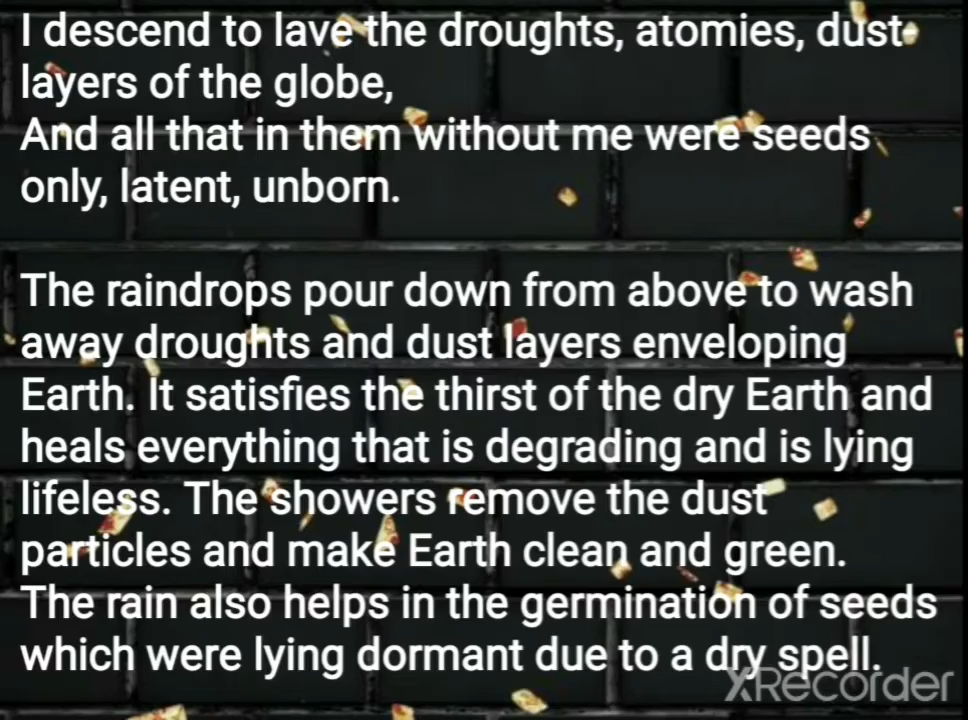 I descend to lave the droughts, atomies, dust-
layers of the globe,
And all that in them without me were seeds
only, latent, unborn.
The raindrops pour down from above to wash
away droughts and dust layers enveloping
Earth. It satisfies the thirst of the dry Earth and
heals everything that is degrading and is lying
lifeless. The showers remove the dust
particles and make Earth clean and green.
The rain also helps in the germination of seeds
which were lying dormant due to a dry spell.
XRecorder